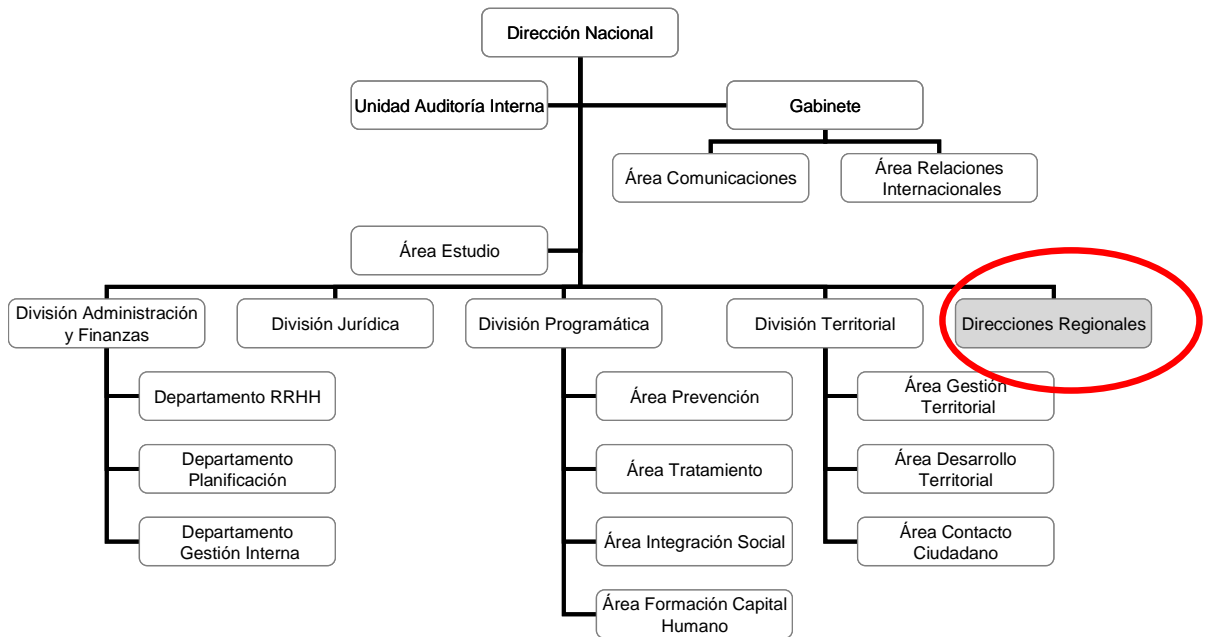 Dirección Nacional
Unidad Auditoría Interna
Gabinete
Área Comunicaciones
Área Relaciones
Internacionales
Área Estudio
División Administración
y Finanzas
División Jurídica
División Programática
División Territorial
Direcciones Regionales
Departamento RRHH
Departamento
Planificación
Departamento
Gestión Interna
Área Prevención
Área Tratamiento
Área Integración Social
Área Formación Capital
Humano
Área Gestión
Territorial
Área Desarrollo
Territorial
Área Contacto
Ciudadano